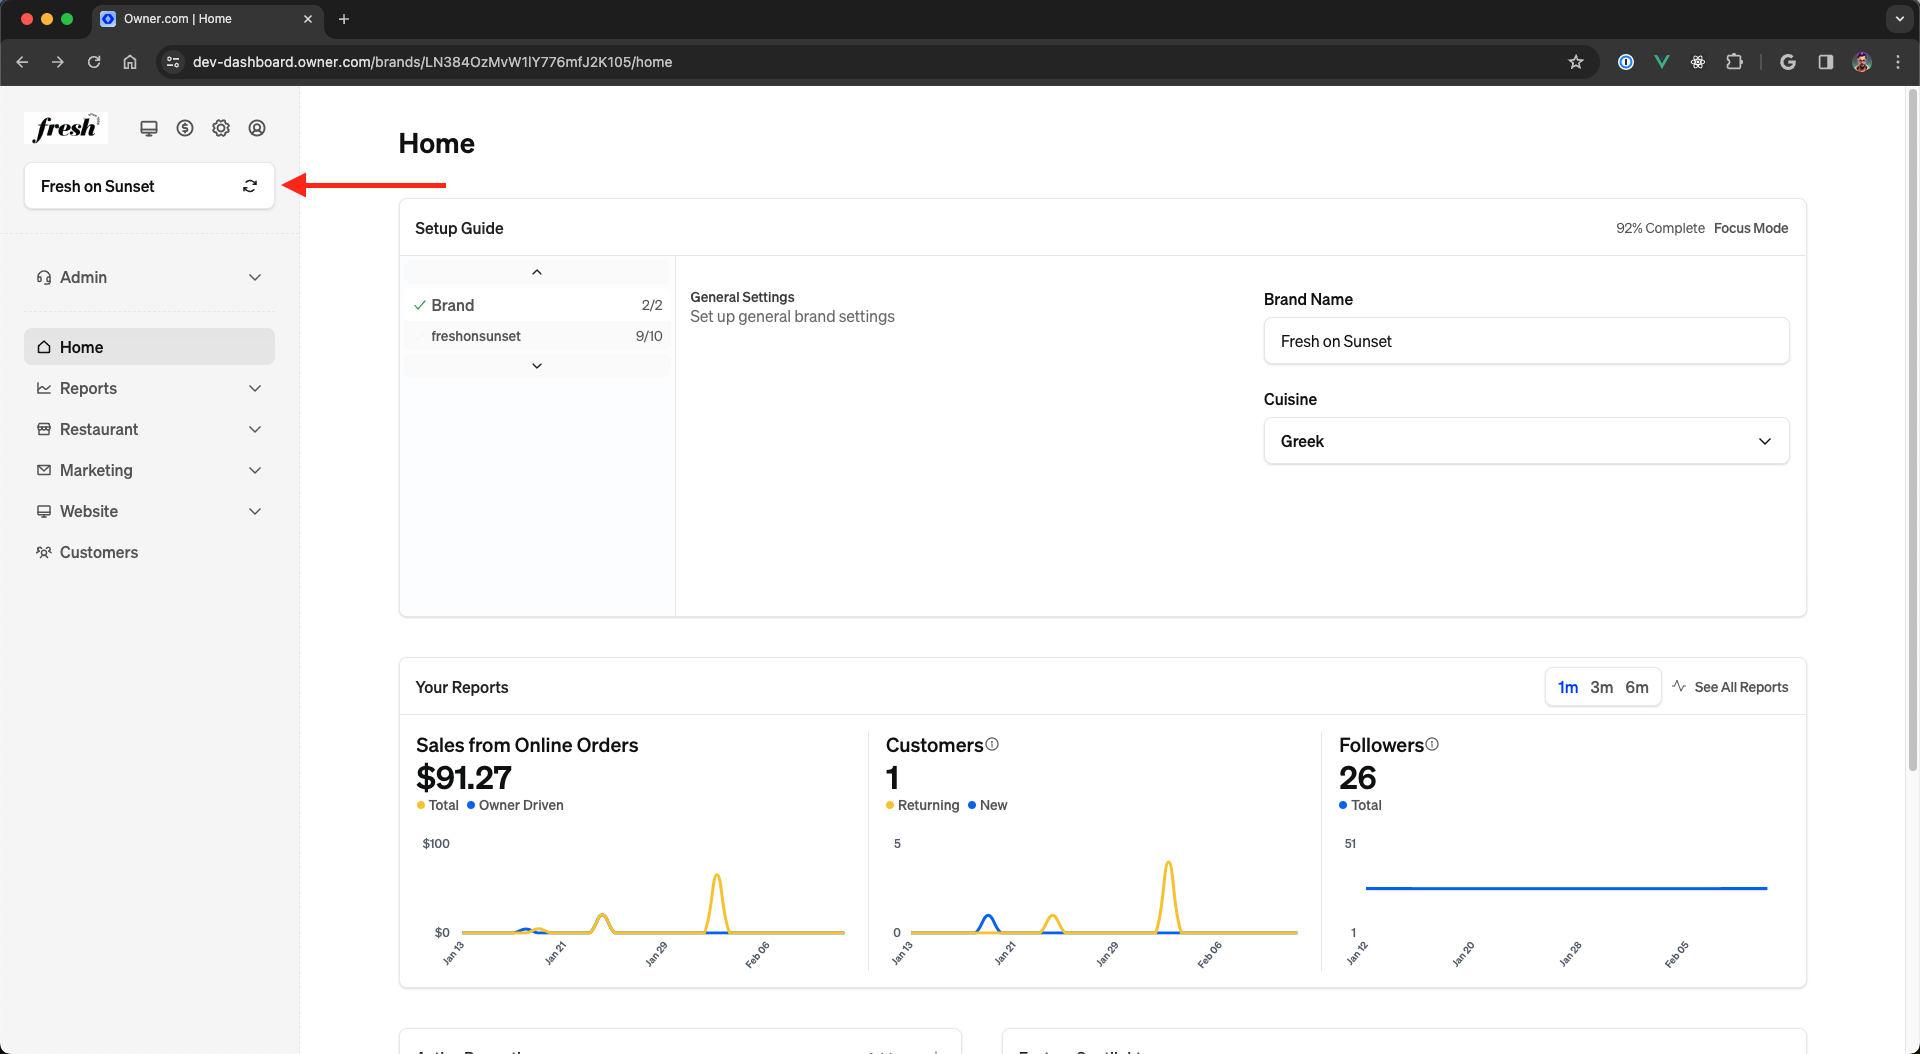 Owner.com | Home
dev-dashboard.owner.com/brands/LN384OzMvW1lY776mfJ2K105/home
fresh
Fresh on Sunset
Admin
Home
Reports
Restaurant
Marketing
Website
Customers
Home
Setup Guide
92% Complete Focus Mode
Brand 2/2
freshonsunset 9/10
General Settings
Set up general brand settings
Brand Name
Fresh on Sunset
Cuisine
Greek
Your Reports
1m 3m 6m See All Reports
Sales from Online Orders
$91.27
Total Owner Driven
$100
$0
Jan 13 Jan 21 Jan 29 Feb 06
Customers
1
Returning New
5
0
Jan 13 Jan 21 Jan 29 Feb 06
Followers
26
Total
51
1
Jan 12 Jan 20 Jan 28 Feb 05